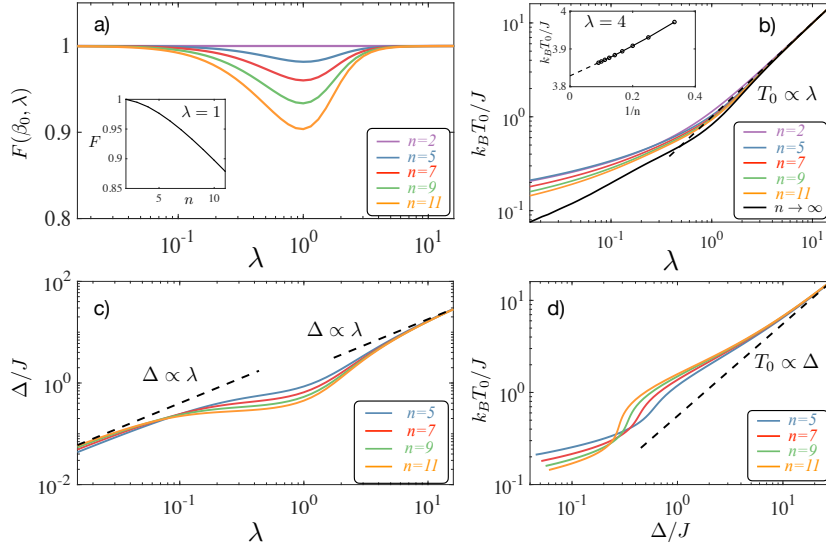 a)
F(β₀, λ)
1
0.9
0.8
10⁻¹
10⁰
10¹
λ
λ = 1
F
1
0.95
0.9
0.85
5
10
n
n=2
n=5
n=7
n=9
n=11
b)
k_BT₀/J
10¹
10⁰
10⁻¹
10⁻¹
10⁰
10¹
λ
λ = 4
k_BT₀/J
4
3.9
3.8
0
0.2
0.4
1/n
T₀ ∝ λ
n=2
n=5
n=7
n=9
n=11
n → ∞
c)
Δ/J
10²
10⁰
10⁻²
10⁻¹
10⁰
10¹
λ
Δ ∝ λ
Δ ∝ λ
n=5
n=7
n=9
n=11
d)
k_BT₀/J
10¹
10⁰
10⁻¹
10⁻¹
10⁰
10¹
Δ/J
T₀ ∝ Δ
n=5
n=7
n=9
n=11